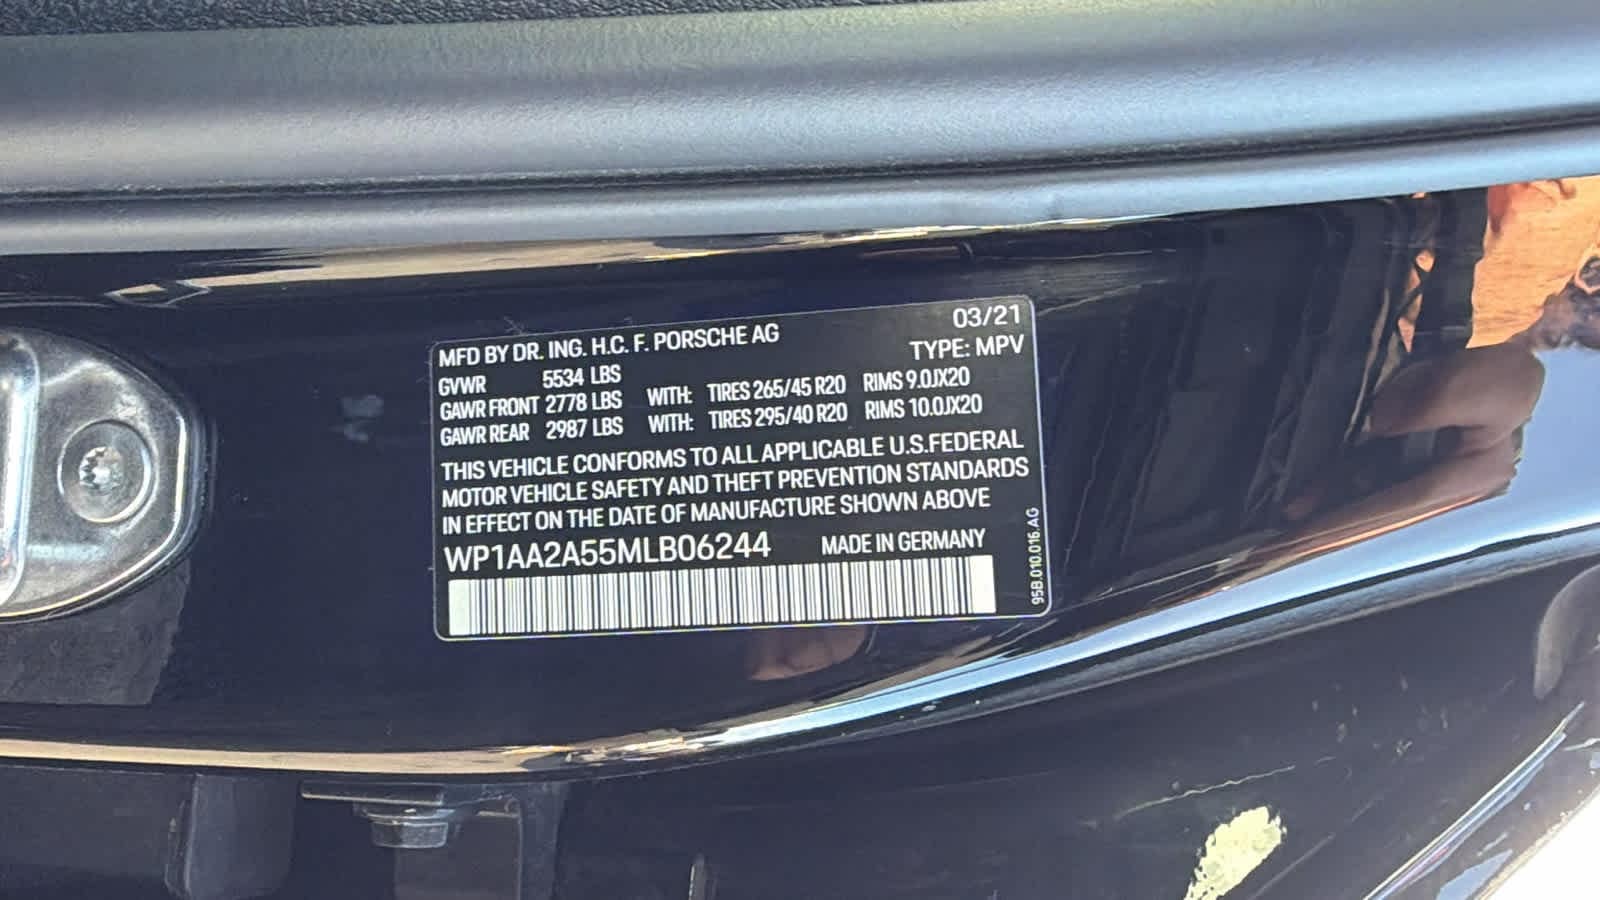 03/21
MFD BY DR. ING. H.C. F. PORSCHE AG
TYPE: MPV
GVWR 5534 LBS
GAWR FRONT 2778 LBS WITH: TIRES 265/45 R20 RIMS 9.0JX20
GAWR REAR 2987 LBS WITH: TIRES 295/40 R20 RIMS 10.0JX20
THIS VEHICLE CONFORMS TO ALL APPLICABLE U.S.FEDERAL
MOTOR VEHICLE SAFETY AND THEFT PREVENTION STANDARDS
IN EFFECT ON THE DATE OF MANUFACTURE SHOWN ABOVE
WP1AA2A55MLB06244 MADE IN GERMANY
95B.010.016.AG